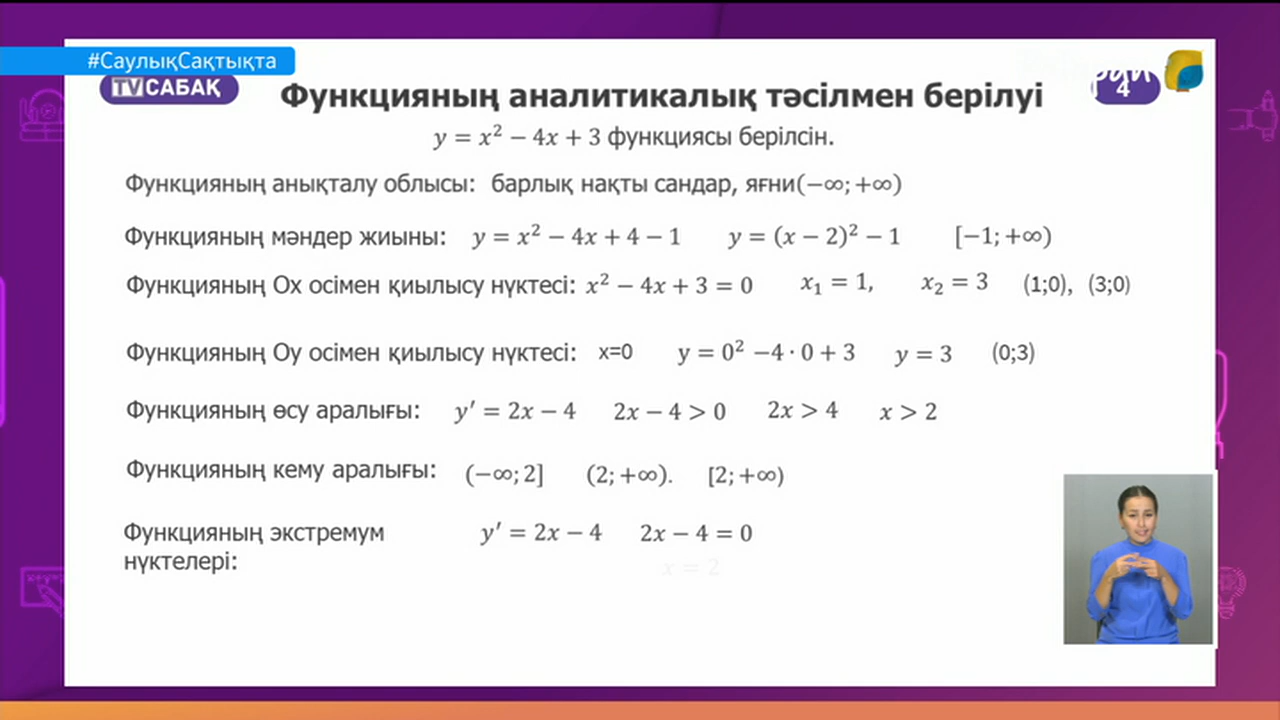 #СаулықСақтықта
TVСАБАҚ
4
Функцияның аналитикалық тәсілмен берілуі
y = x² − 4x + 3 функциясы берілсін.
Функцияның анықталу облысы: барлық нақты сандар, яғни(−∞; +∞)
Функцияның мәндер жиыны: y = x² − 4x + 4 − 1 y = (x − 2)² − 1 [−1; +∞)
Функцияның Ох осімен қиылысу нүктесі: x² − 4x + 3 = 0 x₁ = 1, x₂ = 3 (1;0), (3;0)
Функцияның Оу осімен қиылысу нүктесі: x=0 y = 0² −4 · 0 + 3 y = 3 (0;3)
Функцияның өсу аралығы: y′ = 2x − 4 2x − 4 > 0 2x > 4 x > 2
Функцияның кему аралығы: (−∞; 2] (2; +∞). [2; +∞)
Функцияның экстремум y′ = 2x − 4 2x − 4 = 0
нүктелері: x = 2